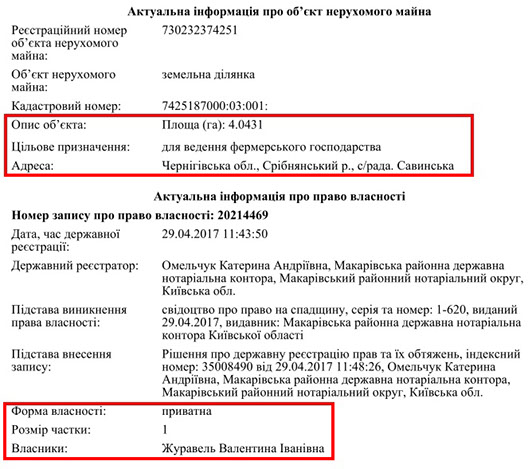 Актуальна інформація про об’єкт нерухомого майна
Реєстраційний номер об’єкта нерухомого майна: 730232374251
Об’єкт нерухомого майна: земельна ділянка
Кадастровий номер: 7425187000:03:001:
Опис об’єкта: Площа (га): 4.0431
Цільове призначення: для ведення фермерського господарства
Адреса: Чернігівська обл., Срібнянський р., с/рада. Савинська
Актуальна інформація про право власності
Номер запису про право власності: 20214469
Дата, час державної реєстрації: 29.04.2017 11:43:50
Державний реєстратор: Омельчук Катерина Андріївна, Макарівська районна державна
нотаріальна контора, Макарівський районний нотаріальний округ,
Київська обл.
Підстава виникнення права власності: свідоцтво про право на спадщину, серія та номер: 1-620, виданий
29.04.2017, видавник: Макарівська районна державна нотаріальна
контора Київської області
Підстава внесення запису: Рішення про державну реєстрацію прав та їх обтяжень, індексний
номер: 35008490 від 29.04.2017 11:48:26, Омельчук Катерина
Андріївна, Макарівська районна державна нотаріальна контора,
Макарівський районний нотаріальний округ, Київська обл.
Форма власності: приватна
Розмір частки: 1
Власники: Журавель Валентина Іванівна